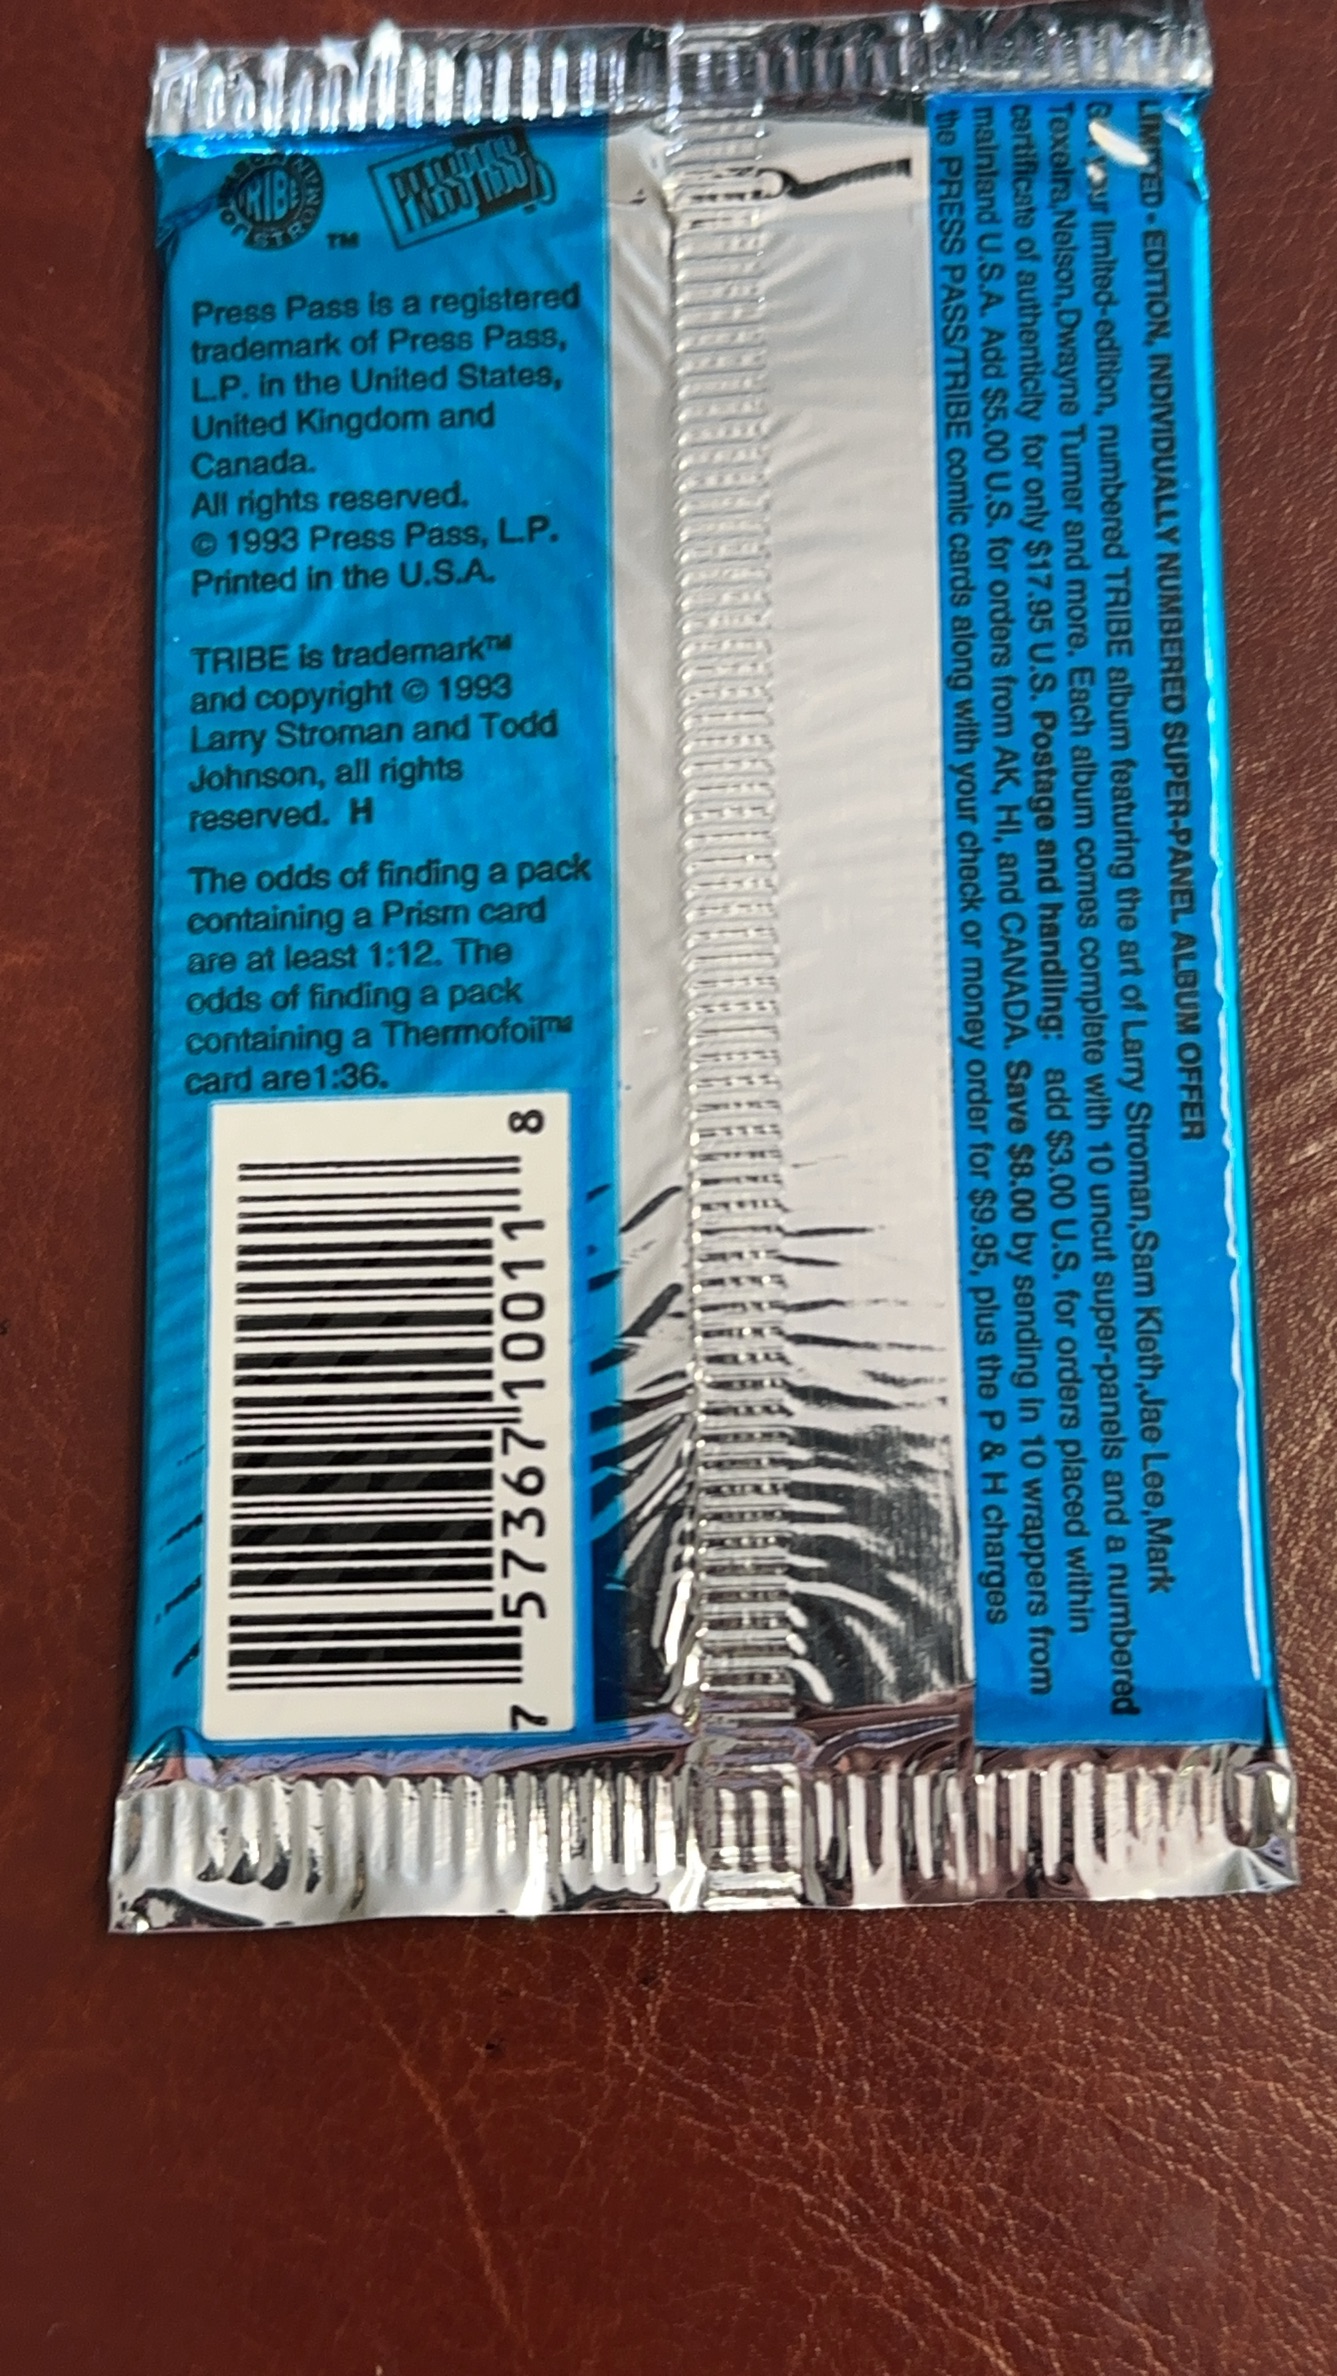 TRIBE
TM
PRESS PASS
Press Pass is a registered
trademark of Press Pass,
L.P. in the United States,
United Kingdom and
Canada.
All rights reserved.
© 1993 Press Pass, L.P.
Printed in the U.S.A.
TRIBE is trademark™
and copyright © 1993
Larry Stroman and Todd
Johnson, all rights
reserved. H
The odds of finding a pack
containing a Prism card
are at least 1:12. The
odds of finding a pack
containing a Thermofoil™
card are1:36.
7 57367 10011 8
EDITION, INDIVIDUALLY NUMBERED SUPER-PANEL ALBUM OFFER
limited-edition, numbered TRIBE album featuring the art of Larry Stroman,Sam Kieth,Jae Lee,Mark
Texeira,Nelson,Dwayne Turner and more. Each album comes complete with 10 uncut super-panels and a numbered
certificate of authenticity for only $17.95 U.S. Postage and handling: add $3.00 U.S. for orders placed within
mainland U.S.A. Add $5.00 U.S. for orders from AK, HI, and CANADA. Save $8.00 by sending in 10 wrappers from
the PRESS PASS/TRIBE comic cards along with your check or money order for $9.95, plus the P & H charges